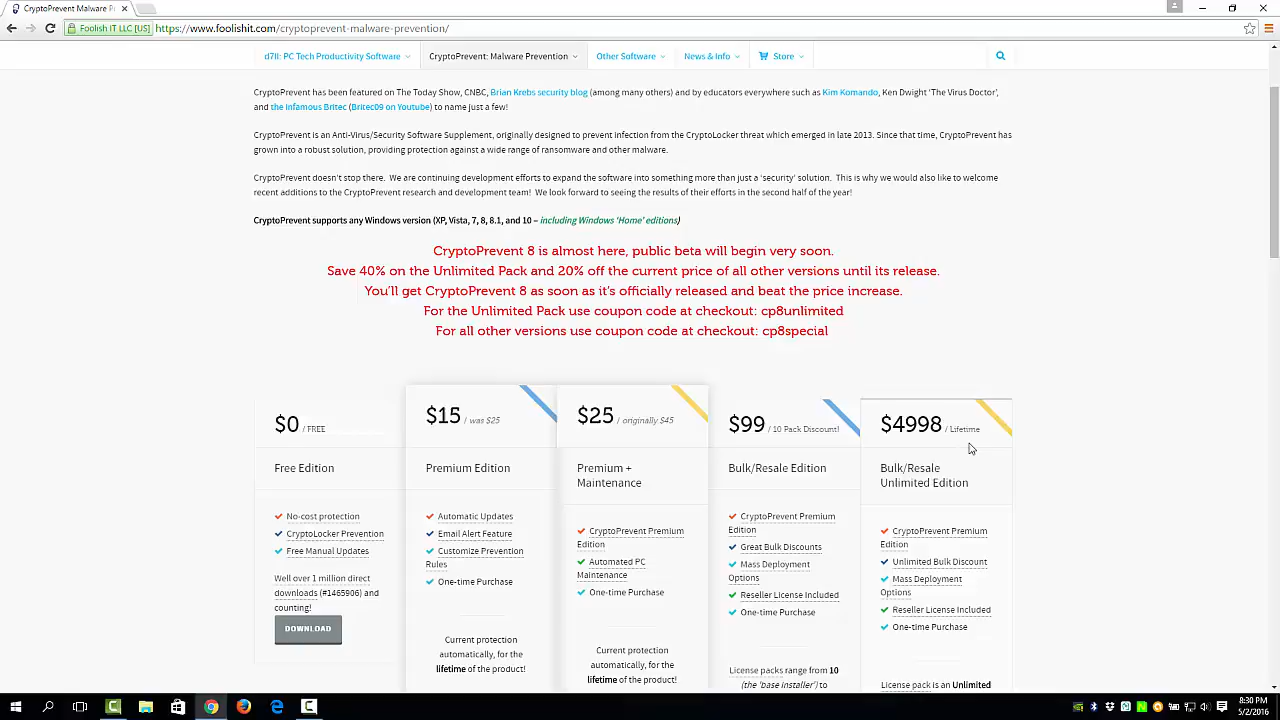 CryptoPrevent Malware P
Foolish IT LLC [US]
https://www.foolishit.com/cryptoprevent-malware-prevention/
d7II: PC Tech Productivity Software
CryptoPrevent: Malware Prevention
Other Software
News & Info
Store
CryptoPrevent has been featured on The Today Show, CNBC, Brian Krebs security blog (among many others) and by educators everywhere such as Kim Komando, Ken Dwight 'The Virus Doctor',
and the infamous Britec (Britec09 on Youtube) to name just a few!
CryptoPrevent is an Anti-Virus/Security Software Supplement, originally designed to prevent infection from the CryptoLocker threat which emerged in late 2013. Since that time, CryptoPrevent has
grown into a robust solution, providing protection against a wide range of ransomware and other malware.
CryptoPrevent doesn't stop there. We are continuing development efforts to expand the software into something more than just a 'security' solution. This is why we would also like to welcome
recent additions to the CryptoPrevent research and development team! We look forward to seeing the results of their efforts in the second half of the year!
CryptoPrevent supports any Windows version (XP, Vista, 7, 8, 8.1, and 10 – including Windows 'Home' editions)
CryptoPrevent 8 is almost here, public beta will begin very soon.
Save 40% on the Unlimited Pack and 20% off the current price of all other versions until its release.
You'll get CryptoPrevent 8 as soon as it's officially released and beat the price increase.
For the Unlimited Pack use coupon code at checkout: cp8unlimited
For all other versions use coupon code at checkout: cp8special
$0 / FREE
Free Edition
No-cost protection
CryptoLocker Prevention
Free Manual Updates
Well over 1 million direct
downloads (#1465906) and
counting!
DOWNLOAD
$15 / was $25
Premium Edition
Automatic Updates
Email Alert Feature
Customize Prevention
Rules
One-time Purchase
Current protection
automatically, for the
lifetime of the product!
$25 / originally $45
Premium +
Maintenance
CryptoPrevent Premium
Edition
Automated PC
Maintenance
One-time Purchase
Current protection
automatically, for the
lifetime of the product!
$99 / 10 Pack Discount!
Bulk/Resale Edition
CryptoPrevent Premium
Edition
Great Bulk Discounts
Mass Deployment
Options
Reseller License Included
One-time Purchase
License packs range from 10
(the 'base installer') to
$4998 / Lifetime
Bulk/Resale
Unlimited Edition
CryptoPrevent Premium
Edition
Unlimited Bulk Discount
Mass Deployment
Options
Reseller License Included
One-time Purchase
License pack is an Unlimited
8:30 PM
5/2/2016